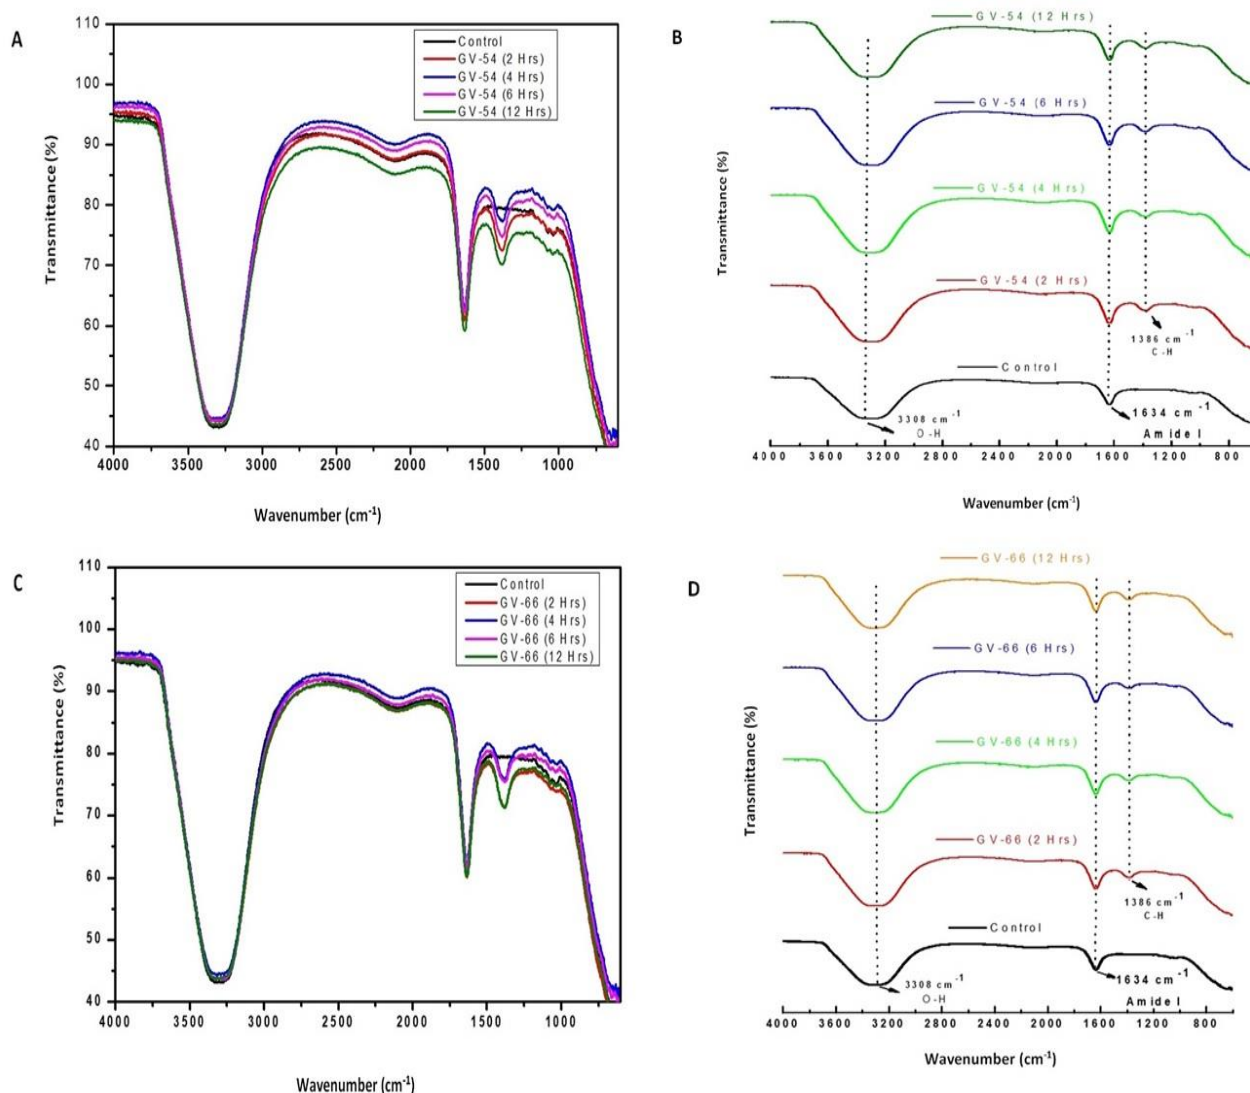 A
110
100
90
80
70
60
50
40
Transmittance (%)
Control
GV-54 (2 Hrs)
GV-54 (4 Hrs)
GV-54 (6 Hrs)
GV-54 (12 Hrs)
4000 3500 3000 2500 2000 1500 1000
Wavenumber (cm-1)
B
Transmittance (%)
GV-54 (12 Hrs)
GV-54 (6 Hrs)
GV-54 (4 Hrs)
GV-54 (2 Hrs)
1386 cm-1
C-H
Control
3308 cm-1
O-H
1634 cm-1
Amide I
4000 3600 3200 2800 2400 2000 1600 1200 800
Wavenumber (cm-1)
C
110
100
90
80
70
60
50
40
Transmittance (%)
Control
GV-66 (2 Hrs)
GV-66 (4 Hrs)
GV-66 (6 Hrs)
GV-66 (12 Hrs)
4000 3500 3000 2500 2000 1500 1000
Wavenumber (cm-1)
D
Transmittance (%)
GV-66 (12 Hrs)
GV-66 (6 Hrs)
GV-66 (4 Hrs)
GV-66 (2 Hrs)
1386 cm-1
C-H
Control
3308 cm-1
O-H
1634 cm-1
Amide I
4000 3600 3200 2800 2400 2000 1600 1200 800
Wavenumber (cm-1)